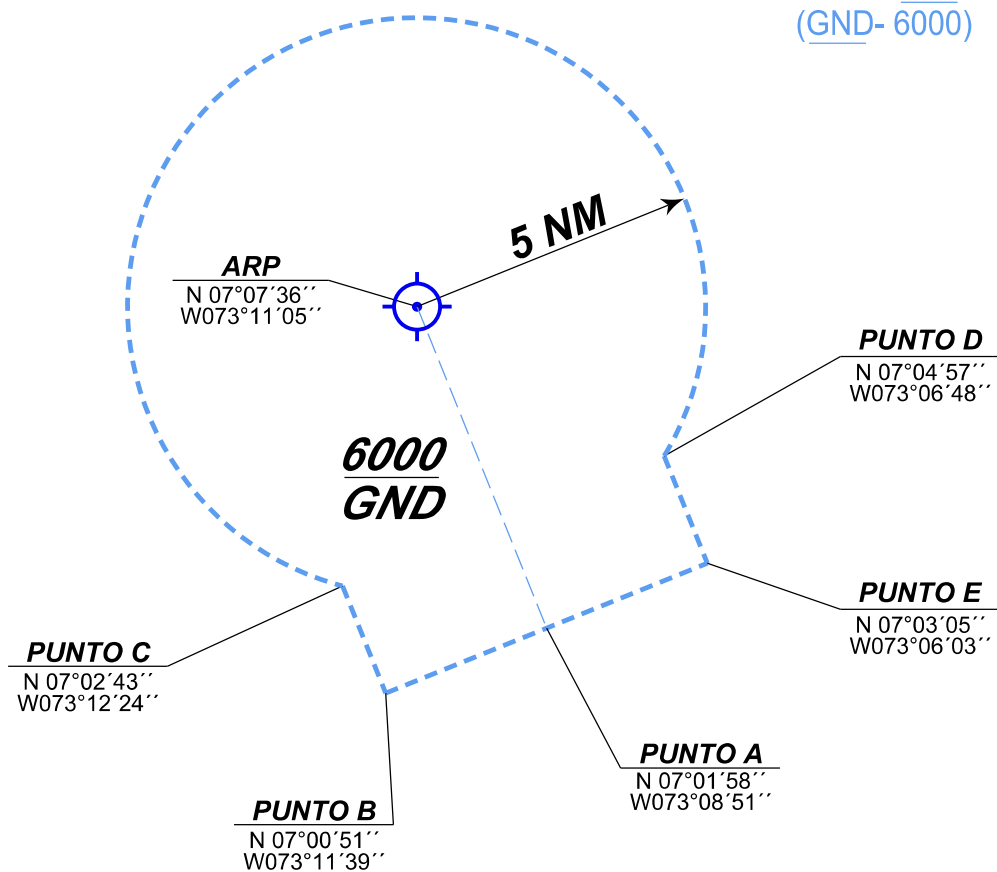 (GND- 6000)
5 NM
ARP
N 07°07´36´´
W073°11´05´´
PUNTO D
N 07°04´57´´
W073°06´48´´
6000
GND
PUNTO E
N 07°03´05´´
W073°06´03´´
PUNTO C
N 07°02´43´´
W073°12´24´´
PUNTO A
N 07°01´58´´
W073°08´51´´
PUNTO B
N 07°00´51´´
W073°11´39´´